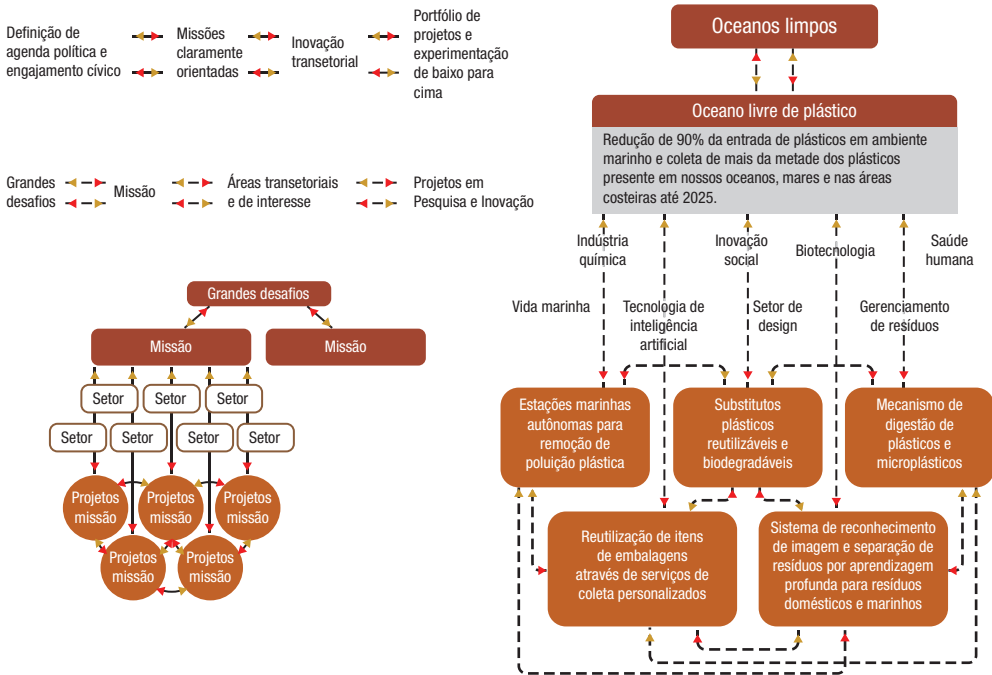 Definição de
agenda política e
engajamento cívico
Missões
claramente
orientadas
Inovação
transetorial
Portfólio de
projetos e
experimentação
de baixo para
cima
Grandes
desafios
Missão
Áreas transetoriais
e de interesse
Projetos em
Pesquisa e Inovação
Grandes desafios
Missão
Missão
Setor
Setor
Setor
Setor
Setor
Setor
Setor
Projetos
missão
Projetos
missão
Projetos
missão
Projetos
missão
Projetos
missão
Oceanos limpos
Oceano livre de plástico
Redução de 90% da entrada de plásticos em ambiente
marinho e coleta de mais da metade dos plásticos
presente em nossos oceanos, mares e nas áreas
costeiras até 2025.
Indústria
química
Inovação
social
Biotecnologia
Saúde
humana
Vida marinha
Tecnologia de
inteligência
artificial
Setor de
design
Gerenciamento
de resíduos
Estações marinhas
autônomas para
remoção de
poluição plástica
Substitutos
plásticos
reutilizáveis e
biodegradáveis
Mecanismo de
digestão de
plásticos e
microplásticos
Reutilização de itens
de embalagens
através de serviços de
coleta personalizados
Sistema de reconhecimento
de imagem e separação de
resíduos por aprendizagem
profunda para resíduos
domésticos e marinhos